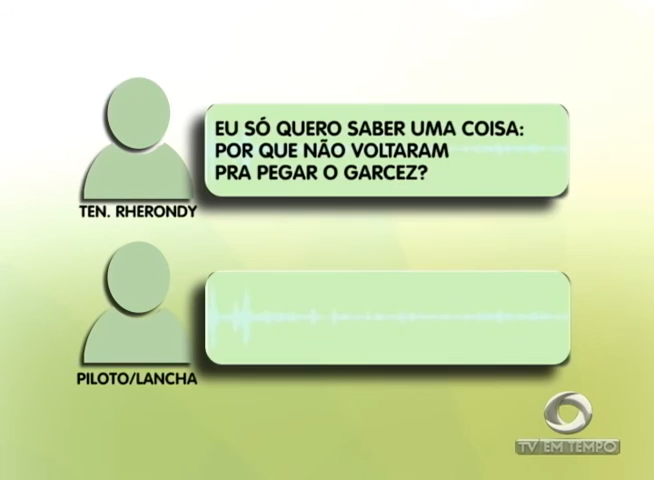 EU SÓ QUERO SABER UMA COISA:
POR QUE NÃO VOLTARAM
PRA PEGAR O GARCEZ?
TEN. RHERONDY
PILOTO/LANCHA
TV EM TEMPO